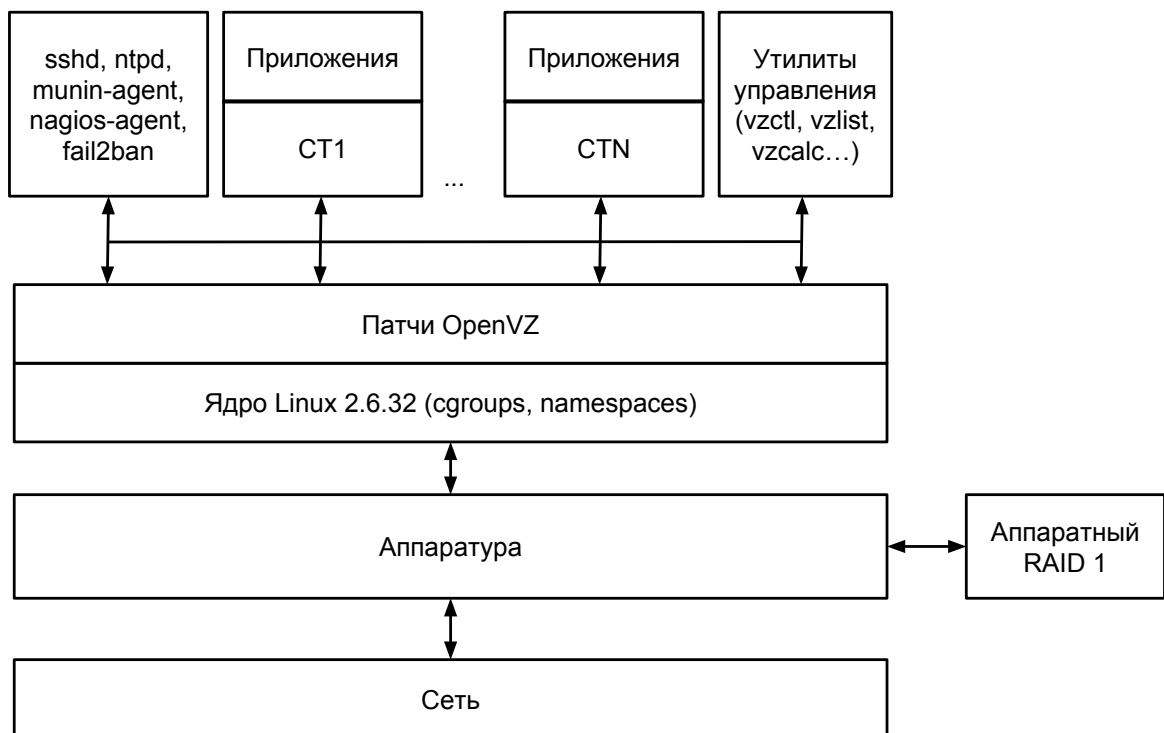 sshd, ntpd,
munin-agent,
nagios-agent,
fail2ban
Приложения
CT1
...
Приложения
CTN
Утилиты
управления
(vzctl, vzlist,
vzcalc…)
Патчи OpenVZ
Ядро Linux 2.6.32 (cgroups, namespaces)
Аппаратура
Аппаратный
RAID 1
Сеть